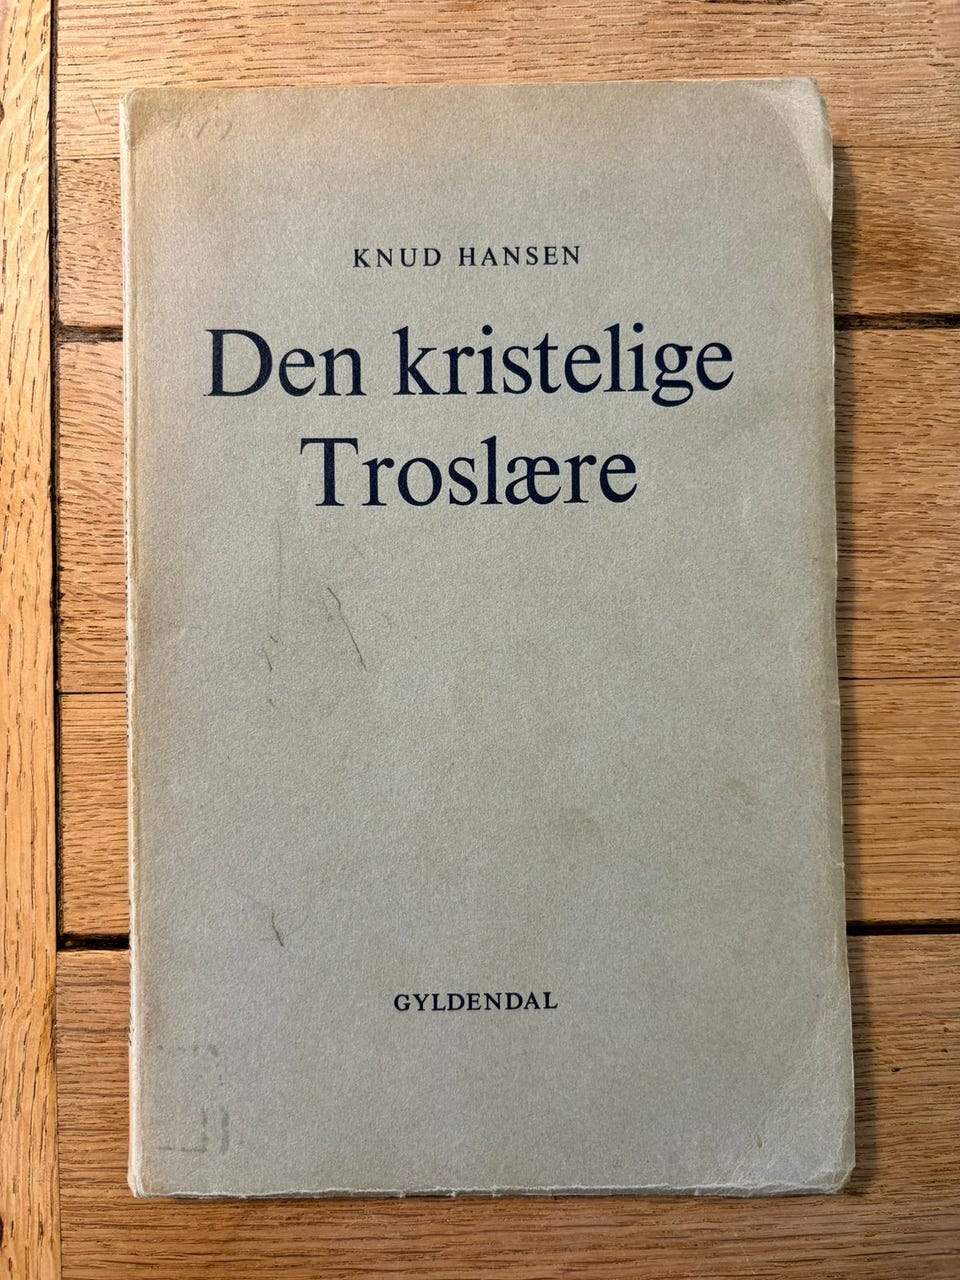 KNUD HANSEN
Den kristelige
Troslære
GYLDENDAL